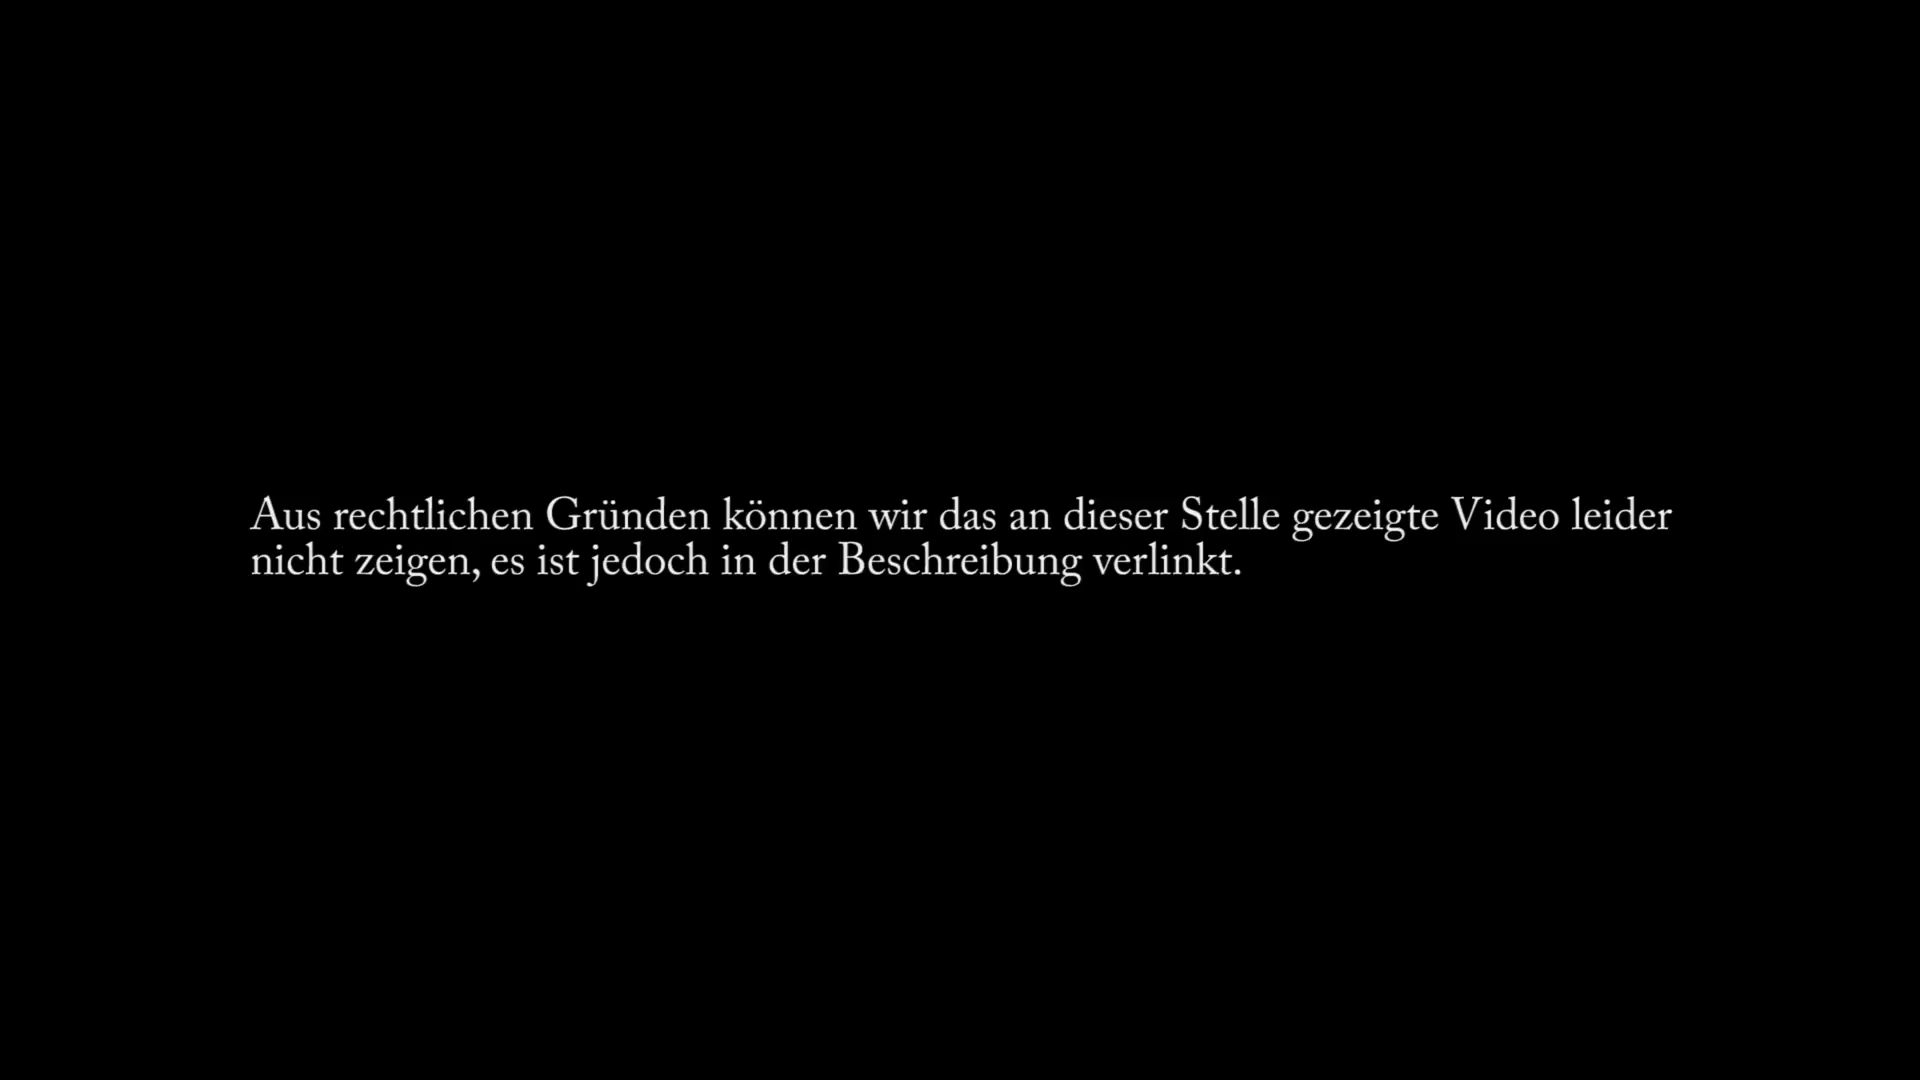 Aus rechtlichen Gründen können wir das an dieser Stelle gezeigte Video leider
nicht zeigen, es ist jedoch in der Beschreibung verlinkt.